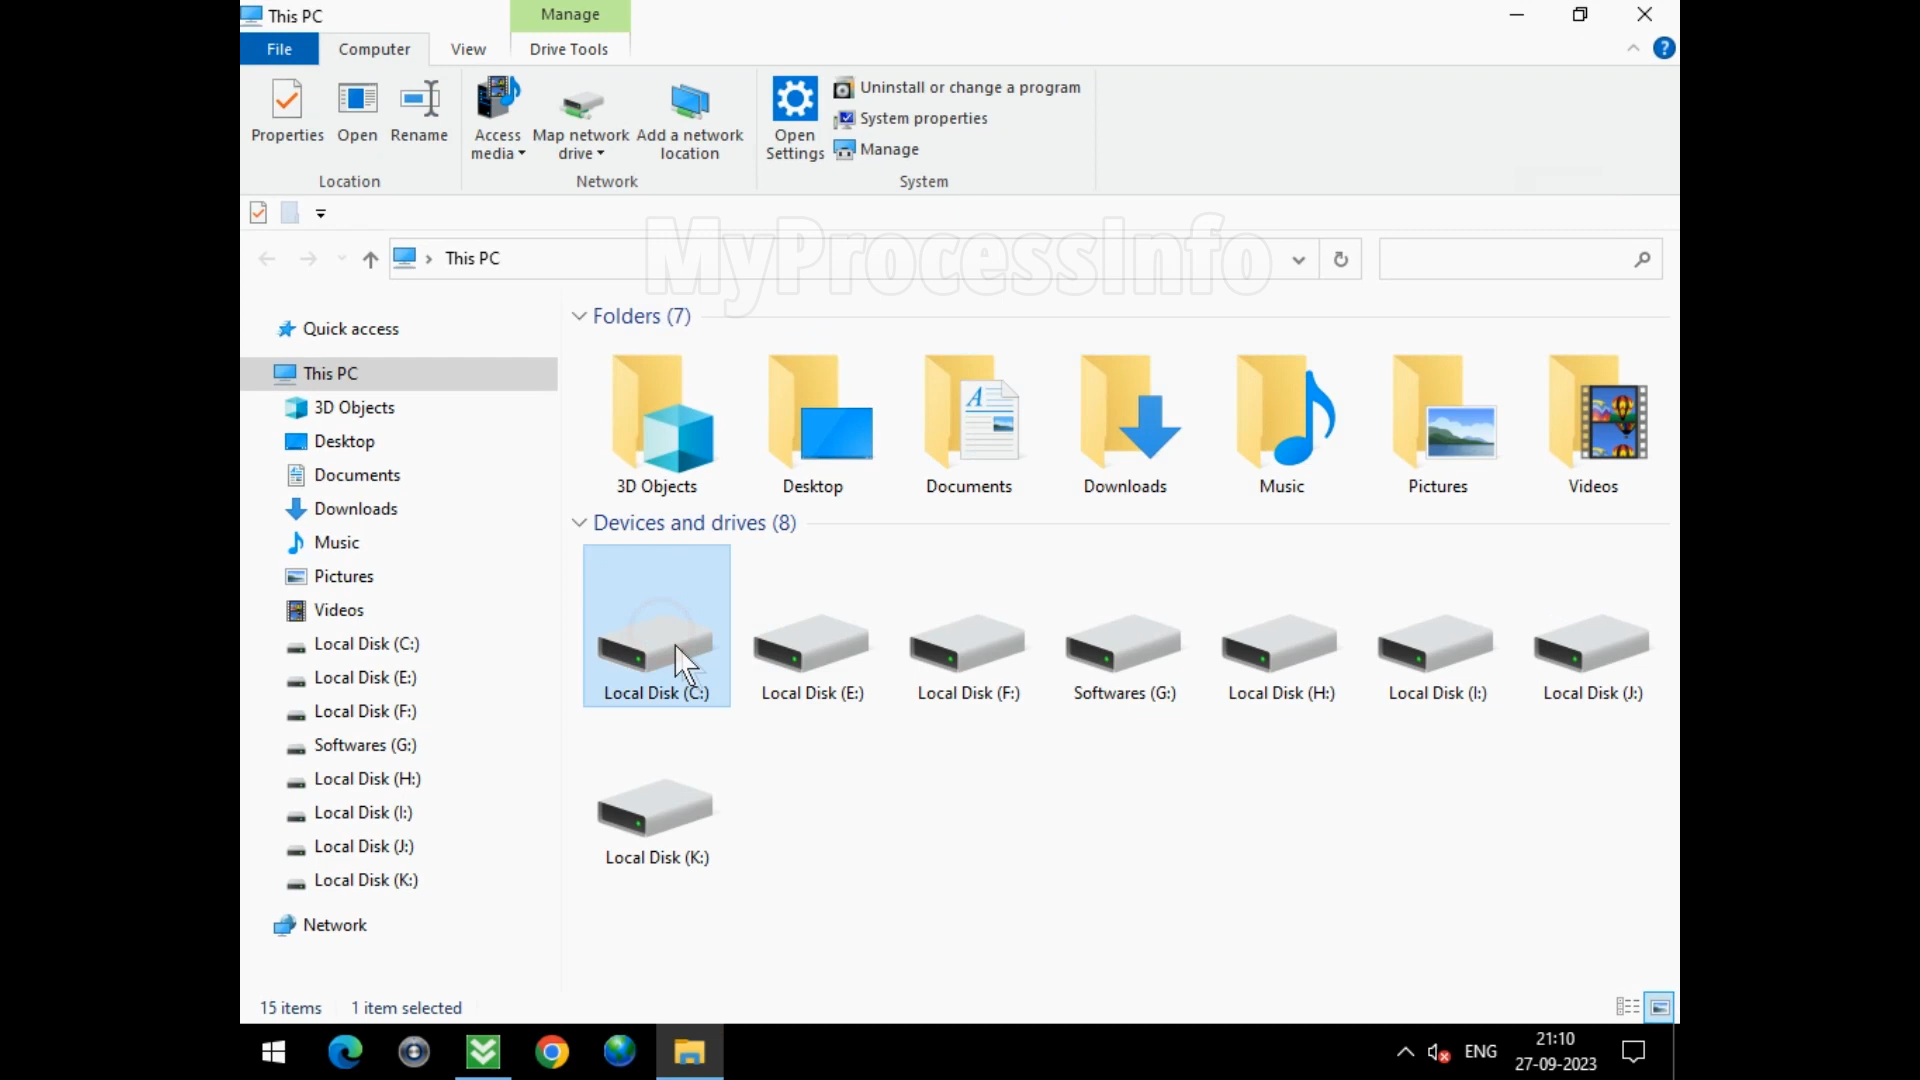 This PC
Manage
File
Computer
View
Drive Tools
Properties
Open
Rename
Access media
Map network drive
Add a network location
Open Settings
Uninstall or change a program
System properties
Manage
Location
Network
System
This PC
MyProcessInfo
Quick access
This PC
3D Objects
Desktop
Documents
Downloads
Music
Pictures
Videos
Local Disk (C:)
Local Disk (E:)
Local Disk (F:)
Softwares (G:)
Local Disk (H:)
Local Disk (I:)
Local Disk (J:)
Local Disk (K:)
Network
Folders (7)
3D Objects
Desktop
Documents
Downloads
Music
Pictures
Videos
Devices and drives (8)
Local Disk (C:)
Local Disk (E:)
Local Disk (F:)
Softwares (G:)
Local Disk (H:)
Local Disk (I:)
Local Disk (J:)
Local Disk (K:)
15 items
1 item selected
ENG
21:10
27-09-2023